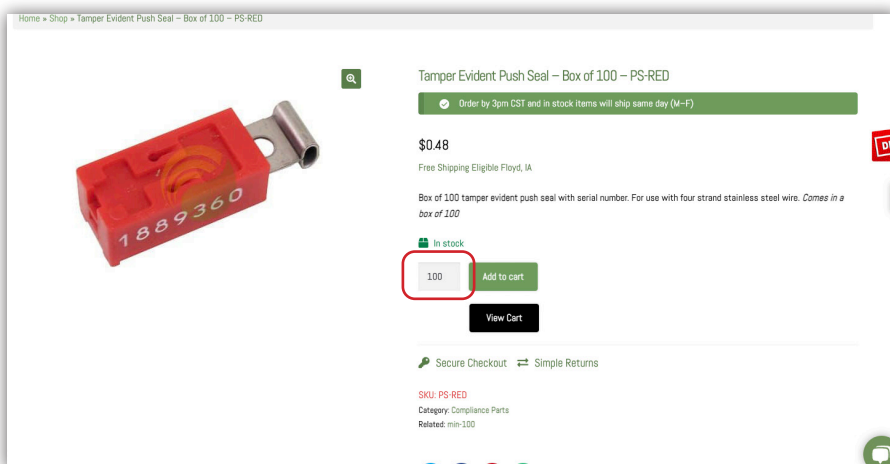 Home » Shop » Tamper Evident Push Seal – Box of 100 – PS-RED
Tamper Evident Push Seal – Box of 100 – PS-RED
Order by 3pm CST and in stock items will ship same day (M–F)
$0.48
Free Shipping Eligible Floyd, IA
Box of 100 tamper evident push seal with serial number. For use with four strand stainless steel wire. Comes in a
box of 100
In stock
100
Add to cart
View Cart
Secure Checkout
Simple Returns
SKU: PS-RED
Category: Compliance Parts
Related: min-100
1889360